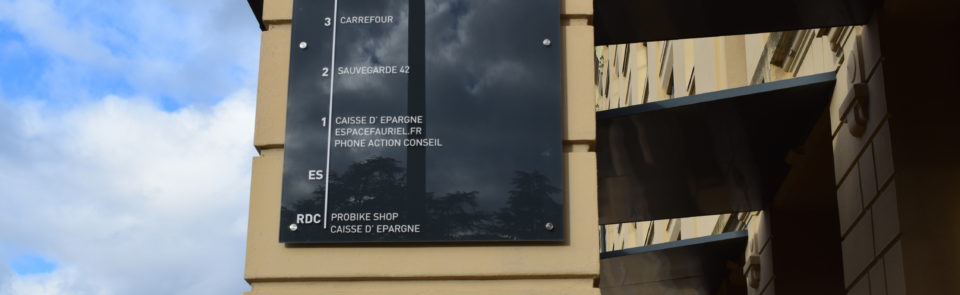 3 CARREFOUR
2 SAUVEGARDE 42
1 CAISSE D' EPARGNE
ESPACEFAURIEL.FR
PHONE ACTION CONSEIL
ES
RDC PROBIKE SHOP
CAISSE D' EPARGNE